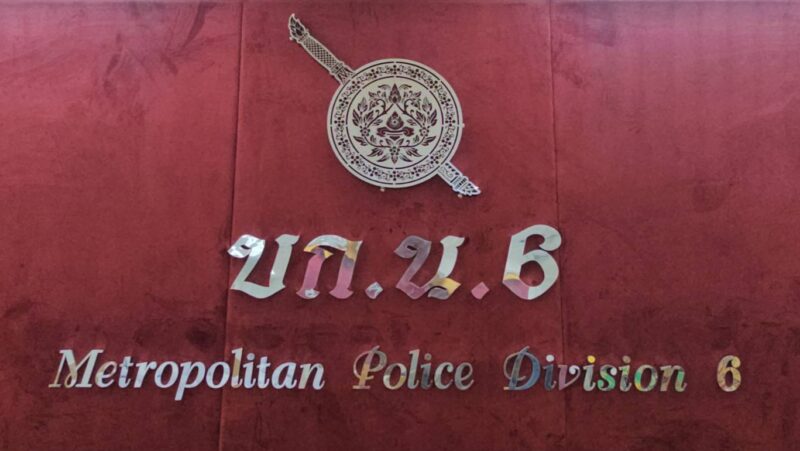 บก.น.6
Metropolitan Police Division 6